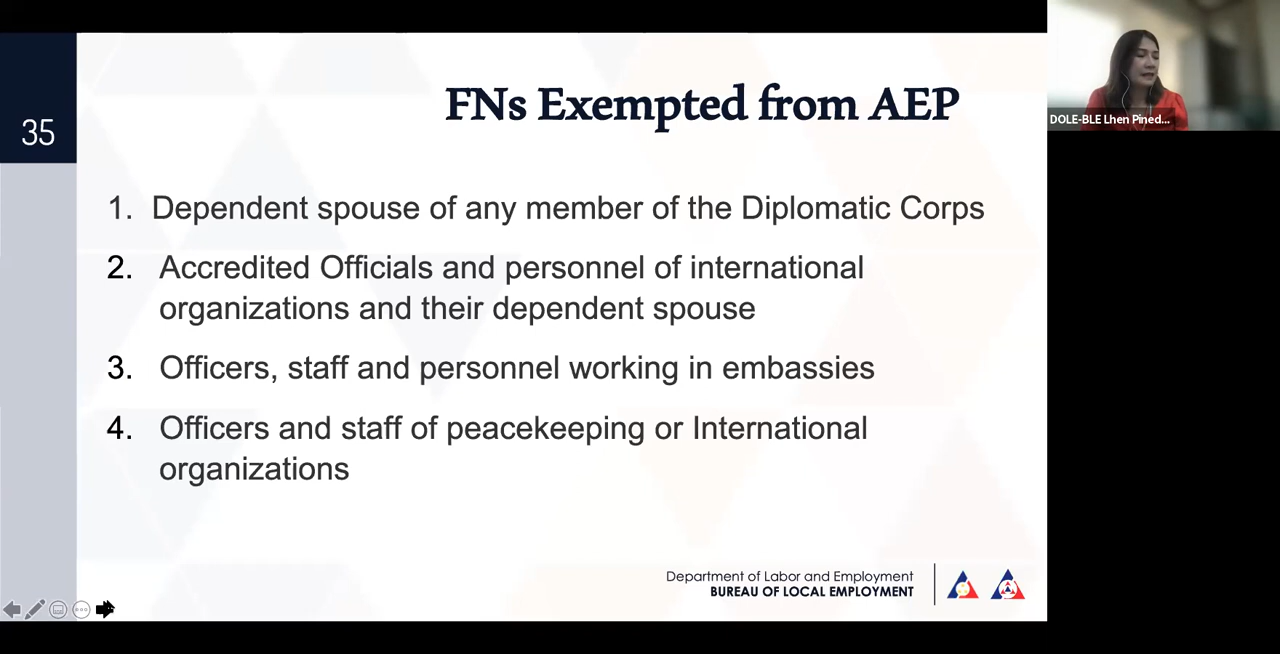 FNs Exempted from AEP
35
1. Dependent spouse of any member of the Diplomatic Corps
2. Accredited Officials and personnel of international
organizations and their dependent spouse
3. Officers, staff and personnel working in embassies
4. Officers and staff of peacekeeping or International
organizations
Department of Labor and Employment
BUREAU OF LOCAL EMPLOYMENT
DOLE-BLE Lhen Pined...